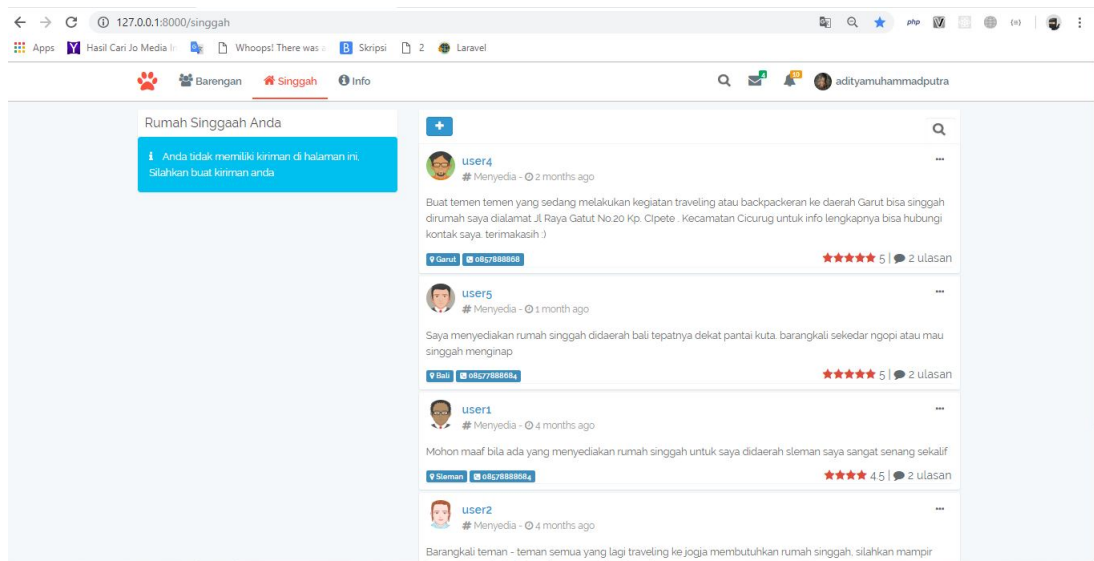 127.0.0.1:8000/singgah
Apps Hasil Cari Jo Media In Whoops! There was a Skripsi 2 Laravel
Barengan Singgah Info 4 10 adityamuhammadputra
Rumah Singgaah Anda
Anda tidak memiliki kiriman di halaman ini,
Silahkan buat kiriman anda
user4
# Menyedia - 2 months ago
Buat temen temen yang sedang melakukan kegiatan traveling atau backpackeran ke daerah Garut bisa singgah
dirumah saya dialamat Jl Raya Gatut No.20 Kp. CIpete . Kecamatan Cicurug untuk info lengkapnya bisa hubungi
kontak saya. terimakasih :)
Garut 0857888868
5 | 2 ulasan
user5
# Menyedia - 1 month ago
Saya menyediakan rumah singgah didaerah bali tepatnya dekat pantai kuta. barangkali sekedar ngopi atau mau
singgah menginap
Bali 08577888684
5 | 2 ulasan
user1
# Menyedia - 4 months ago
Mohon maaf bila ada yang menyediakan rumah singgah untuk saya didaerah sleman saya sangat senang sekalif
Sleman 08578888684
4.5 | 2 ulasan
user2
# Menyedia - 4 months ago
Barangkali teman - teman semua yang lagi traveling ke jogja membutuhkan rumah singgah, silahkan mampir